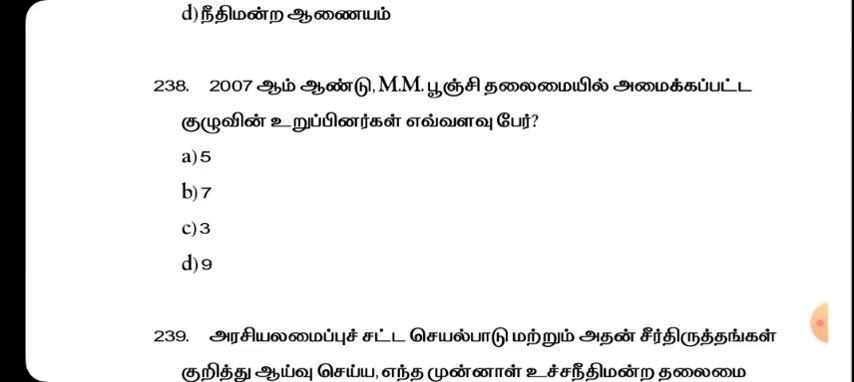 d) நீதிமன்ற ஆணையம்
238. 2007 ஆம் ஆண்டு, M.M. பூஞ்சி தலைமையில் அமைக்கப்பட்ட
குழுவின் உறுப்பினர்கள் எவ்வளவு பேர்?
a) 5
b) 7
c) 3
d) 9
239. அரசியலமைப்புச் சட்ட செயல்பாடு மற்றும் அதன் சீர்திருத்தங்கள்
குறித்து ஆய்வு செய்ய, எந்த முன்னாள் உச்சநீதிமன்ற தலைமை